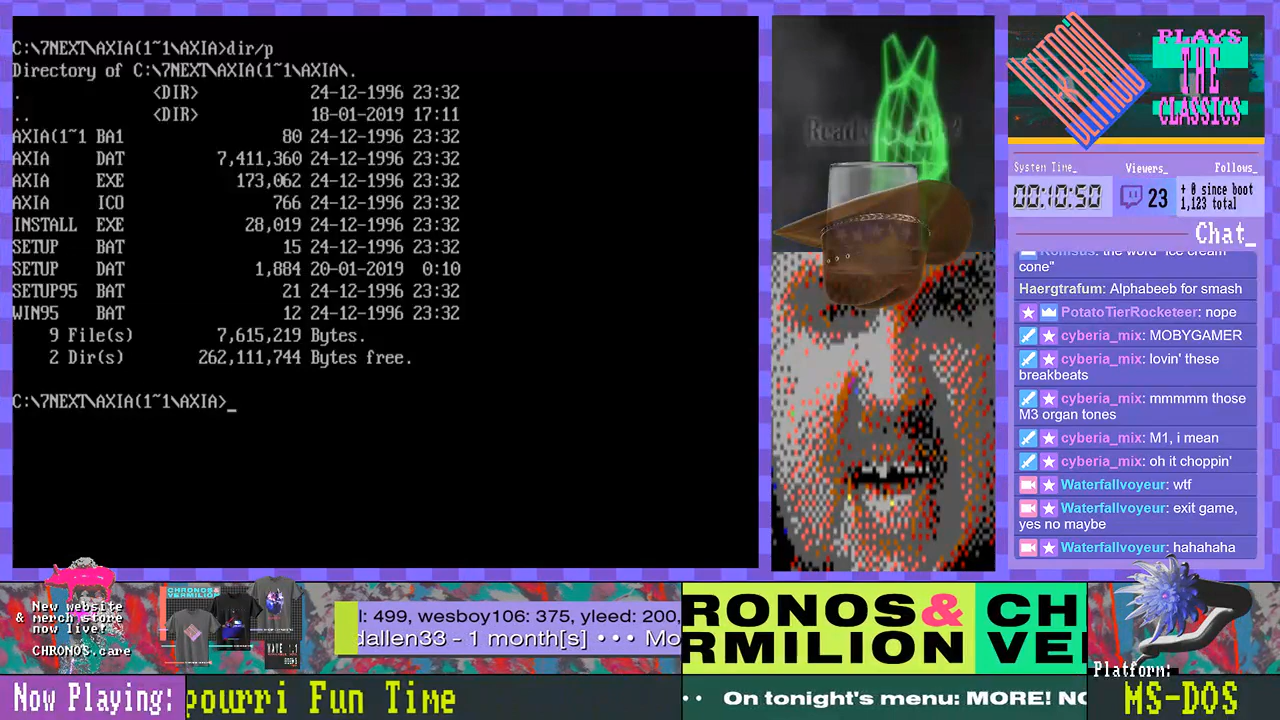 C:\7NEXT\AXIA(1~1\AXIA>dir/p
Directory of C:\7NEXT\AXIA(1~1\AXIA\.
. <DIR> 24-12-1996 23:32
.. <DIR> 18-01-2019 17:11
AXIA(1~1 BA1 80 24-12-1996 23:32
AXIA DAT 7,411,360 24-12-1996 23:32
AXIA EXE 173,062 24-12-1996 23:32
AXIA ICO 766 24-12-1996 23:32
INSTALL EXE 28,019 24-12-1996 23:32
SETUP BAT 15 24-12-1996 23:32
SETUP DAT 1,884 20-01-2019 0:10
SETUP95 BAT 21 24-12-1996 23:32
WIN95 BAT 12 24-12-1996 23:32
9 File(s) 7,615,219 Bytes.
2 Dir(s) 262,111,744 Bytes free.
C:\7NEXT\AXIA(1~1\AXIA>_
PLAYS
THE
CLASSICS
System Time_
Viewers_
Follows_
00:10:50
23
+ 0 since boot
1,123 total
Chat_
cone"
Haergtrafum: Alphabeeb for smash
PotatoTierRocketeer: nope
cyberia_mix: MOBYGAMER
cyberia_mix: lovin' these
breakbeats
cyberia_mix: mmmmm those
M3 organ tones
cyberia_mix: M1, i mean
cyberia_mix: oh it choppin'
Waterfallvoyeur: wtf
Waterfallvoyeur: exit game,
yes no maybe
Waterfallvoyeur: hahahaha
New website
& merch store
now live!
CHRONOS.care
CHRONOS&
VERMILION
l: 499, wesboy106: 375, yleed: 200,
dallen33 - 1 month[s] ••• Mo
RONOS& CH
RMILION VE
Platform:
MS-DOS
Now Playing:
pourri Fun Time
•• On tonight's menu: MORE! NO